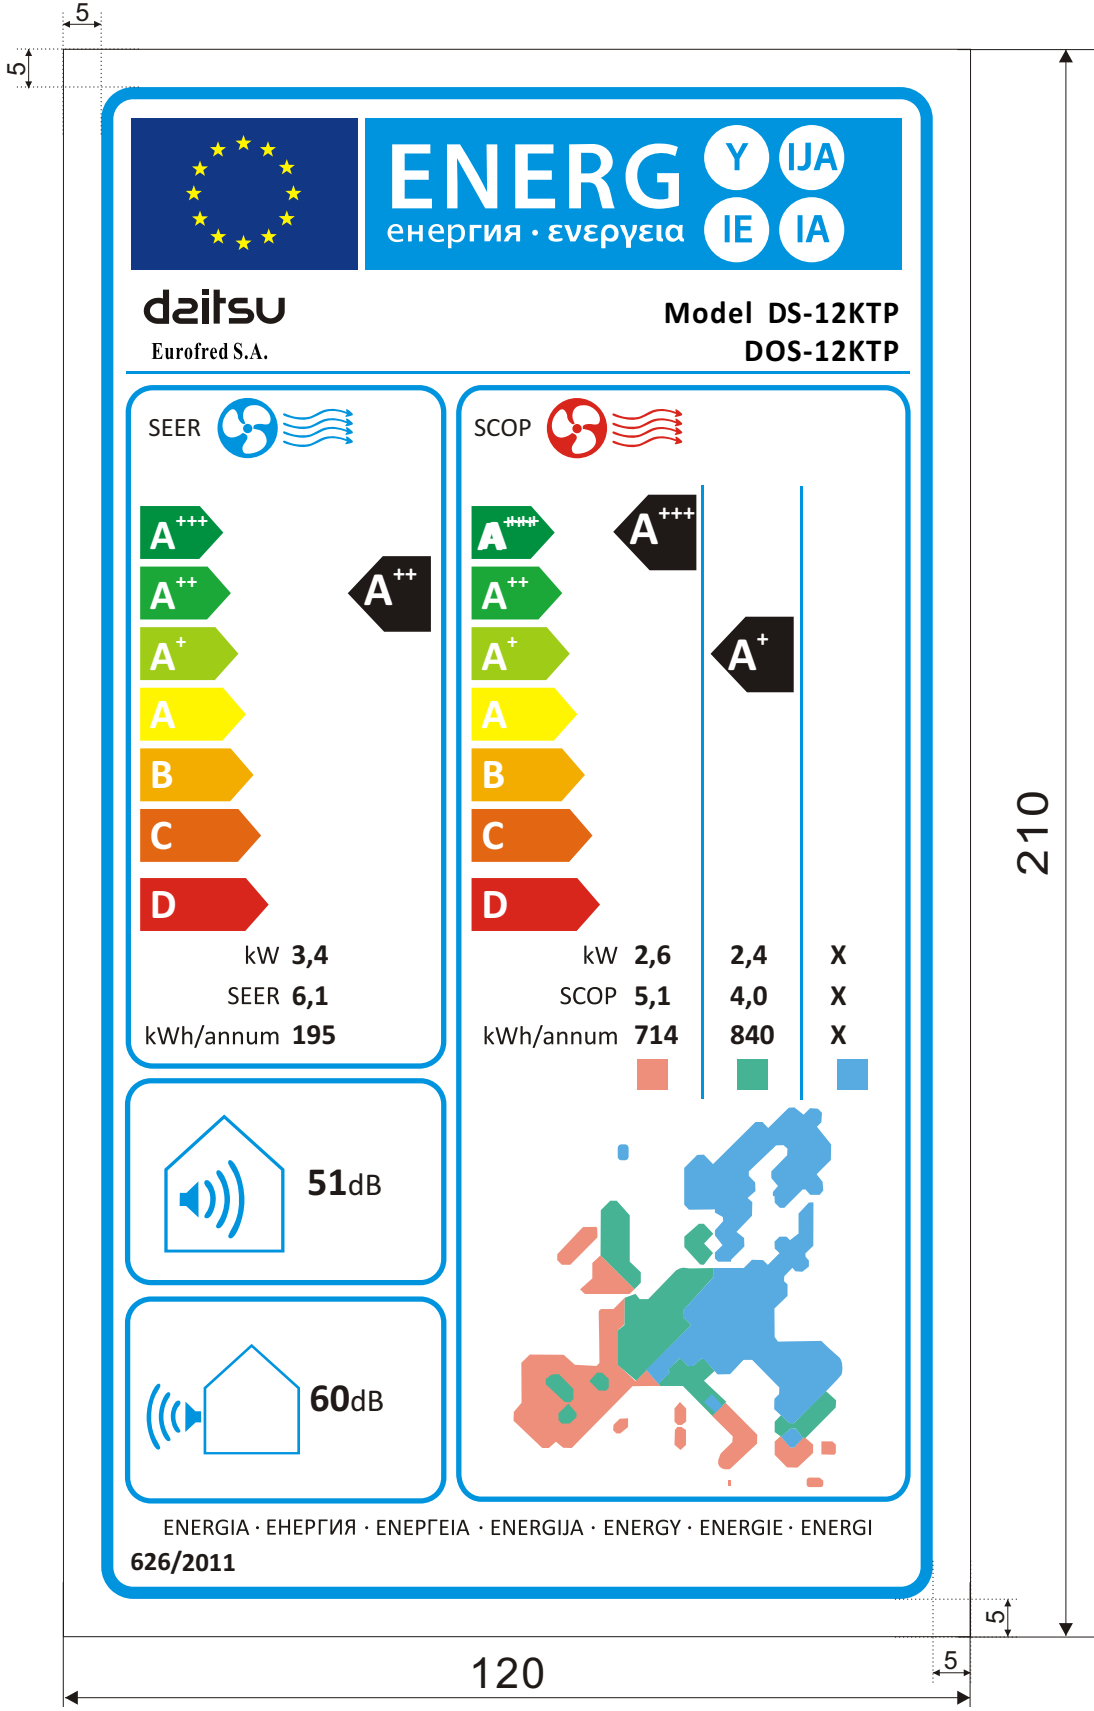 5
5
ENERG Y IJA
енергия · ενεργεια IE IA
daitsu
Eurofred S.A.
Model DS-12KTP
DOS-12KTP
SEER
A+++
A++
A+
A
B
C
D
A++
kW 3,4
SEER 6,1
kWh/annum 195
SCOP
A+++
A++
A+
A
B
C
D
A+++
A+
kW 2,6 2,4 X
SCOP 5,1 4,0 X
kWh/annum 714 840 X
51dB
60dB
ENERGIA · ЕНЕРГИЯ · ΕΝΕΡΓΕΙΑ · ENERGIJA · ENERGY · ENERGIE · ENERGI
626/2011
210
5
5
120